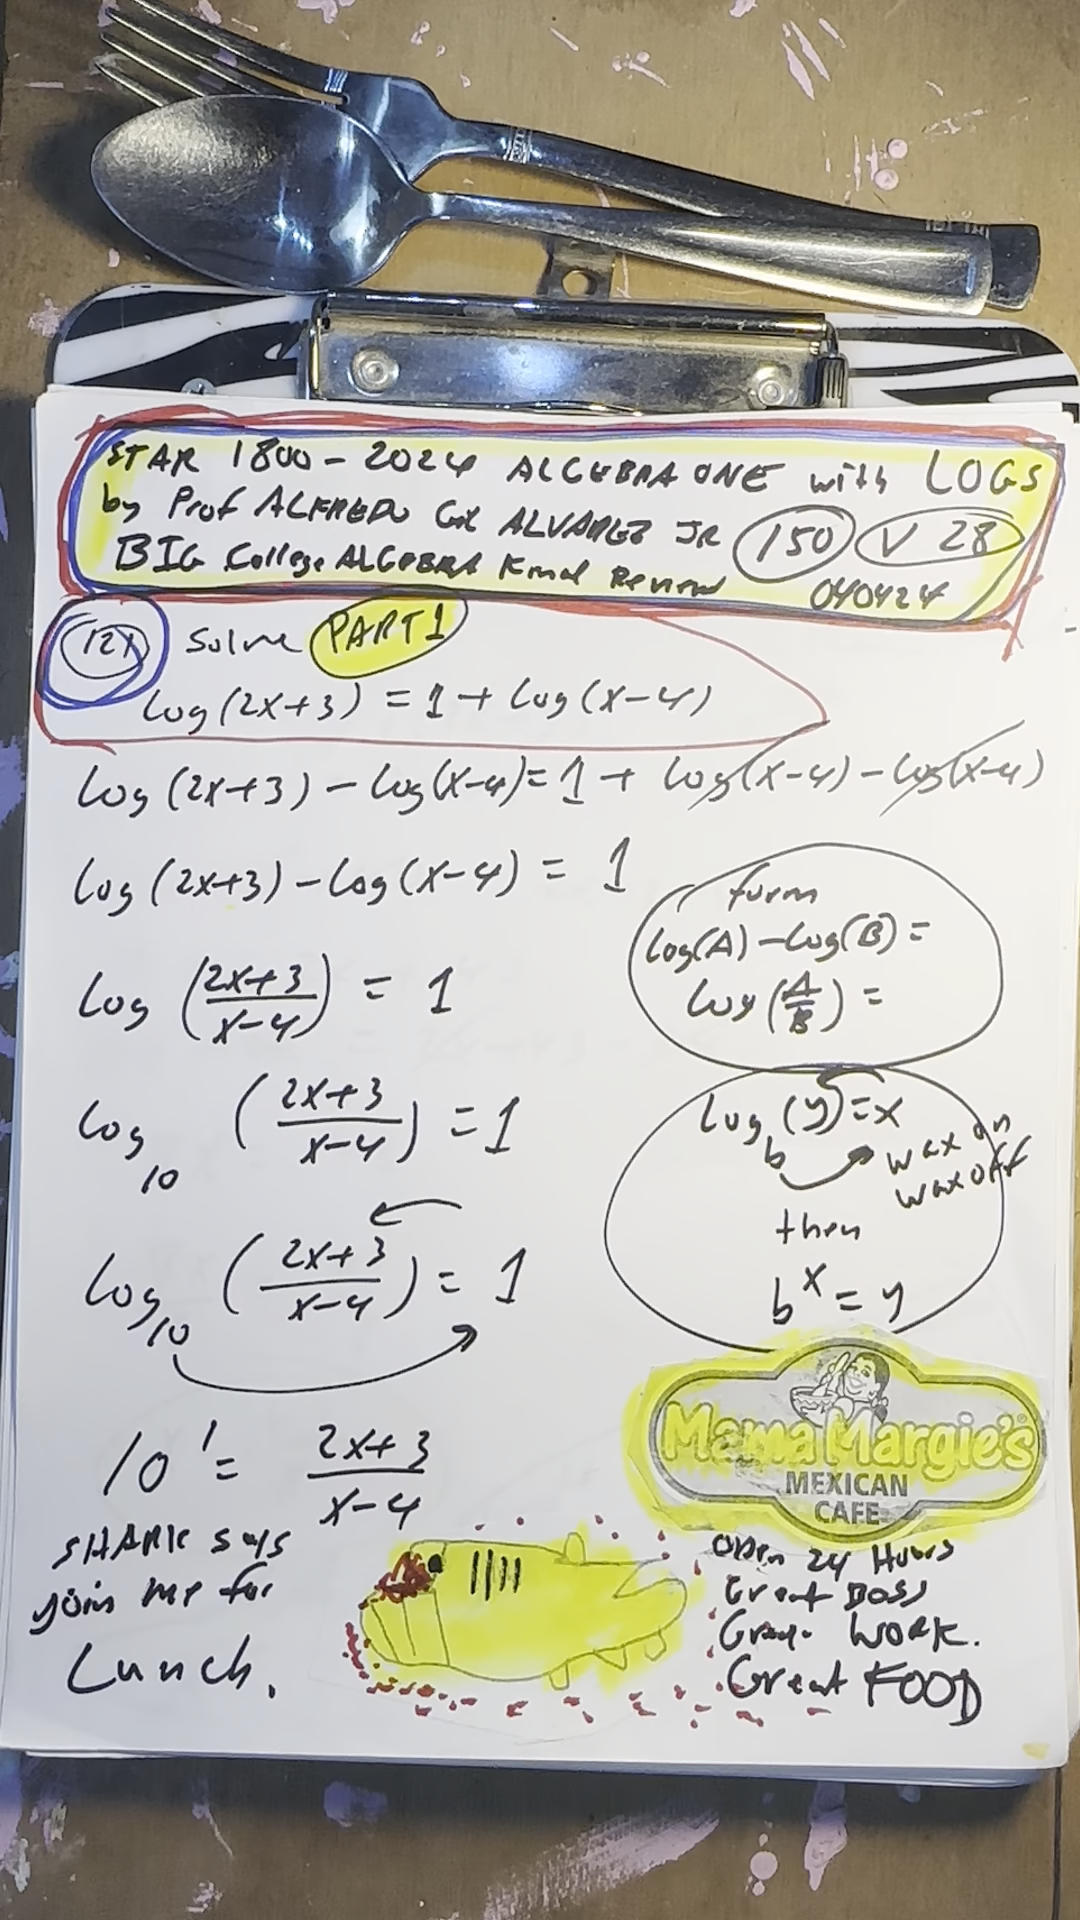 STAR 1800-2024 ALGEBRA ONE with LOGS
by Prof ALFREDO GX ALVAREZ JR 150 V 28
BIG College ALGEBRA Final Review 040424
121 Solve PART 1
Log(2x+3) = 1 + Log(x-4)
Log(2x+3) - Log(x-4) = 1 + Log(x-4) - Log(x-4)
Log(2x+3) - Log(x-4) = 1
form
Log(A) - Log(B) =
Log(A/B) =
Log((2x+3)/(x-4)) = 1
Log_10((2x+3)/(x-4)) = 1
Log_b(y) = x
wax on
wax off
then
b^x = y
Log_10((2x+3)/(x-4)) = 1
10^1 = (2x+3)/(x-4)
Mama Margie's®
MEXICAN
CAFE
SHARK says
join me for
Lunch.
OPen 24 Hours
Great BOSS
Great WORK.
Great FOOD